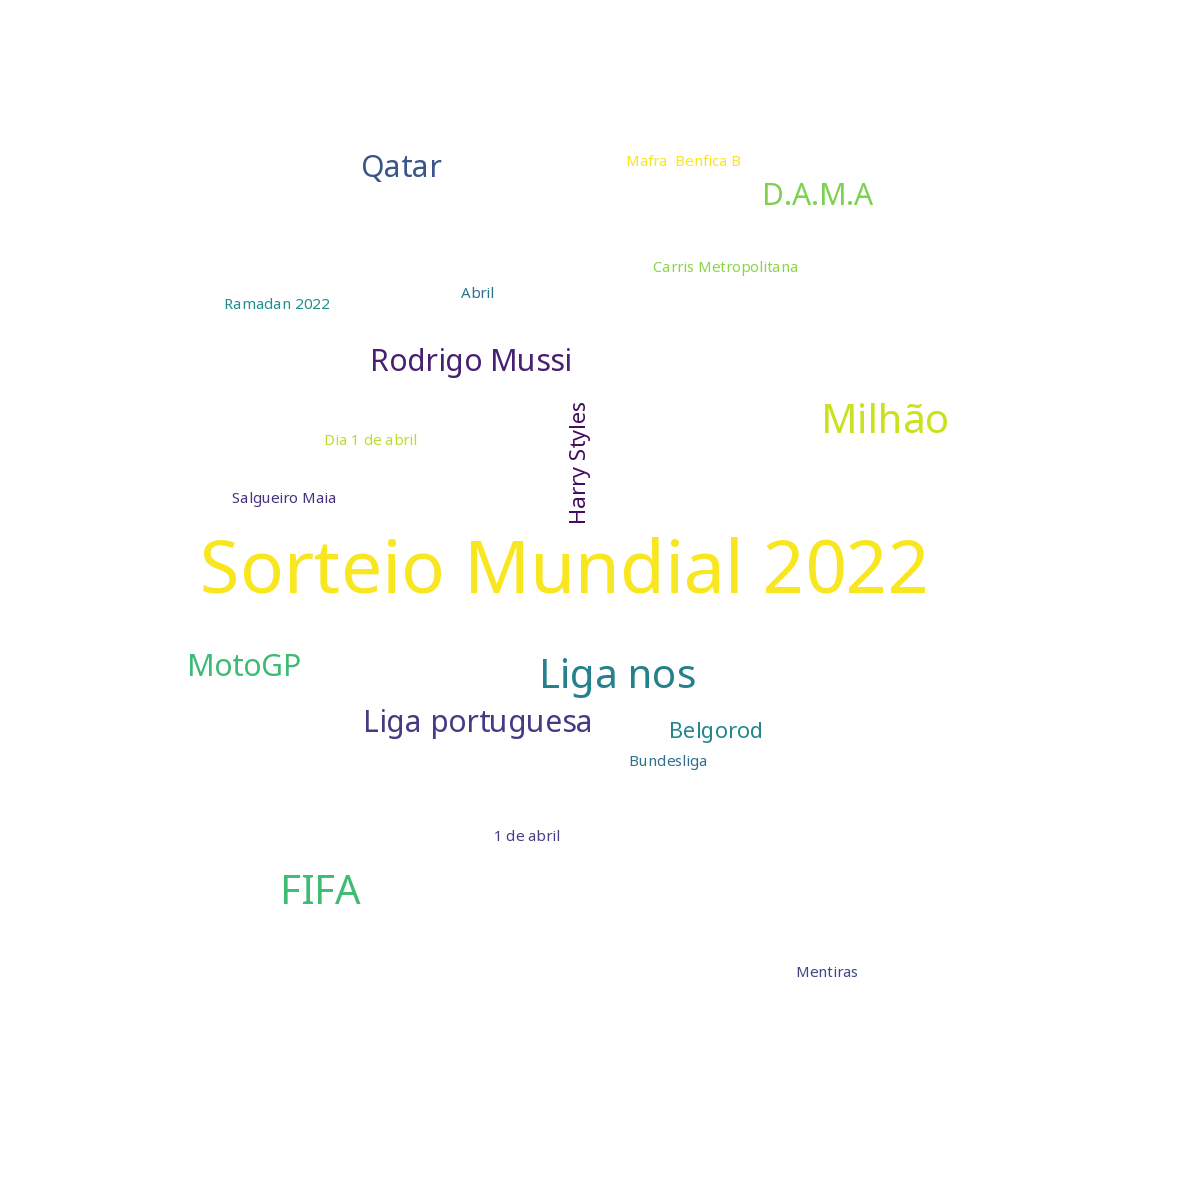 Qatar
Mafra  Benfica B
D.A.M.A
Carris Metropolitana
Abril
Ramadan 2022
Rodrigo Mussi
Harry Styles
Milhão
Dia 1 de abril
Salgueiro Maia
Sorteio Mundial 2022
MotoGP
Liga nos
Liga portuguesa
Belgorod
Bundesliga
1 de abril
FIFA
Mentiras